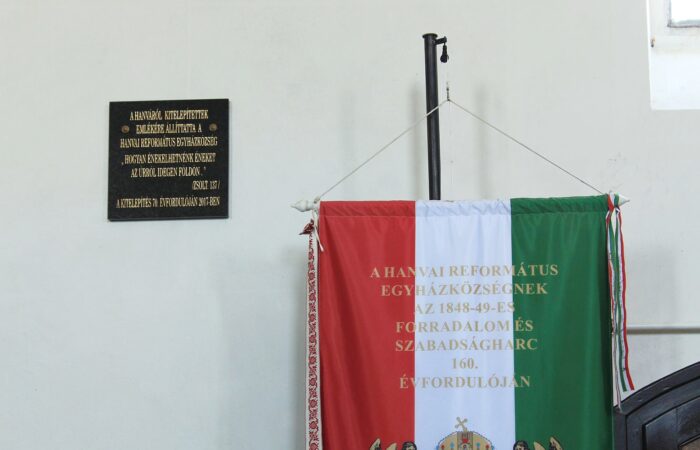 A HANVÁRÓL KITELEPÍTETTEK
EMLÉKÉRE ÁLLÍTTATTA A
HANVAI REFORMÁTUS EGYHÁZKÖZSÉG
„HOGYAN ÉNEKELHETNÉNK ÉNEKET
AZ ÚRRÓL IDEGEN FÖLDÖN..."
/ZSOLT 137/
A KITELEPÍTÉS 70. ÉVFORDULÓJÁN 2017-BEN
A HANVAI REFORMÁTUS
EGYHÁZKÖZSÉGNEK
AZ 1848-49-ES
FORRADALOM ÉS
SZABADSÁGHARC
160.
ÉVFORDULÓJÁN